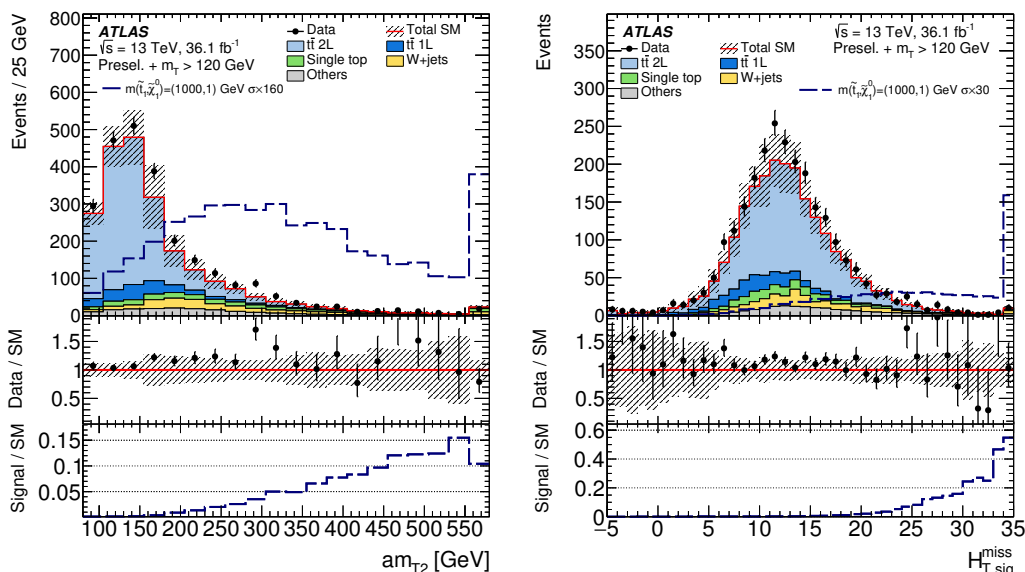 ATLAS
√s = 13 TeV, 36.1 fb⁻¹
Presel. + m_T > 120 GeV
Data
Total SM
tt̄ 2L
tt̄ 1L
Single top
W+jets
Others
m(t̃₁,χ̃₁⁰)=(1000,1) GeV σ×160
Events / 25 GeV
800
700
600
500
400
300
200
100
0
Data / SM
1.5
1
0.5
Signal / SM
0.15
0.1
0.05
100 150 200 250 300 350 400 450 500 550
am_T2 [GeV]
ATLAS
√s = 13 TeV, 36.1 fb⁻¹
Presel. + m_T > 120 GeV
Data
Total SM
tt̄ 2L
tt̄ 1L
Single top
W+jets
Others
m(t̃₁,χ̃₁⁰)=(1000,1) GeV σ×30
Events
350
300
250
200
150
100
50
0
Data / SM
1.5
1
0.5
Signal / SM
0.6
0.4
0.2
0
−5 0 5 10 15 20 25 30 35
H_T,sig^miss